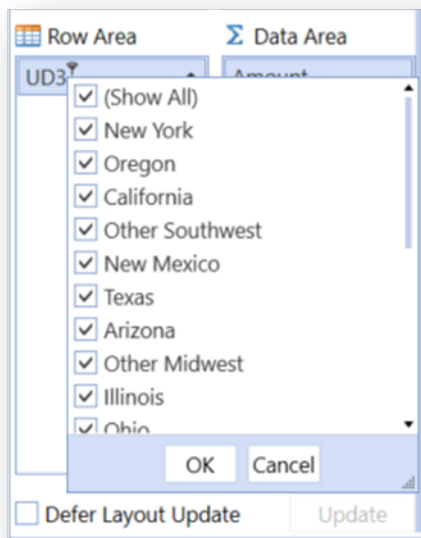 Row Area
Σ Data Area
UD3
Amount
(Show All)
New York
Oregon
California
Other Southwest
New Mexico
Texas
Arizona
Other Midwest
Illinois
Ohio
OK
Cancel
Defer Layout Update
Update